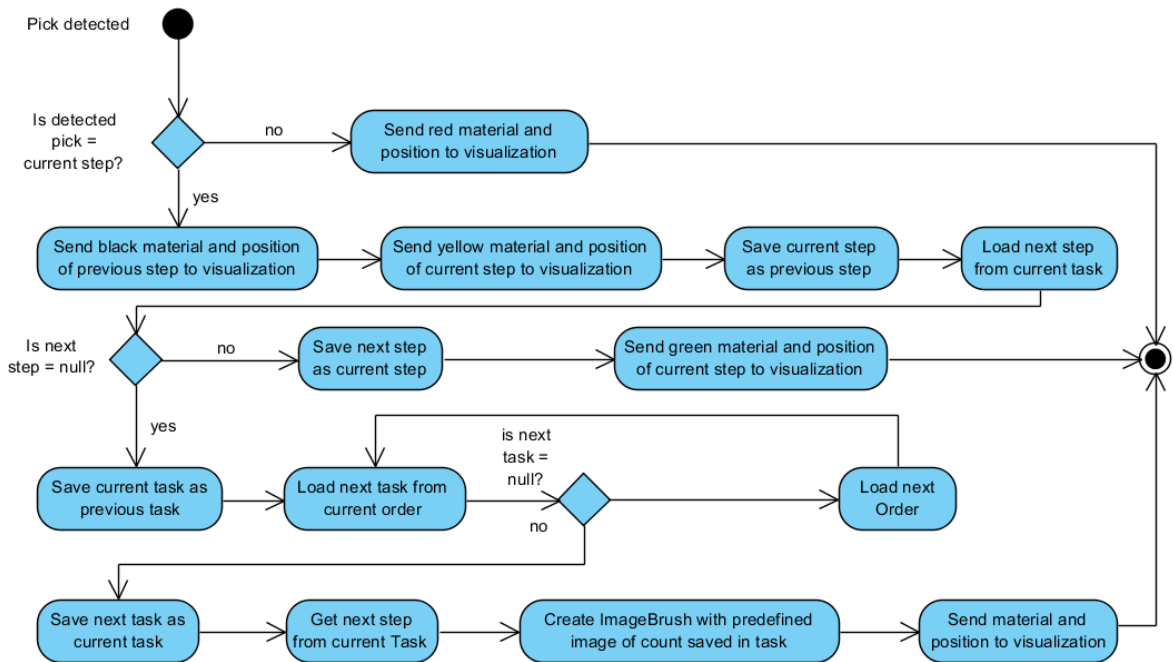 Pick detected
Is detected
pick =
current step?
no
Send red material and
position to visualization
yes
Send black material and position
of previous step to visualization
Send yellow material and position
of current step to visualization
Save current step
as previous step
Load next step
from current task
Is next
step = null?
no
Save next step
as current step
Send green material and position
of current step to visualization
yes
Save current task as
previous task
Load next task from
current order
is next
task =
null?
no
Load next
Order
Save next task as
current task
Get next step
from current Task
Create ImageBrush with predefined
image of count saved in task
Send material and
position to visualization